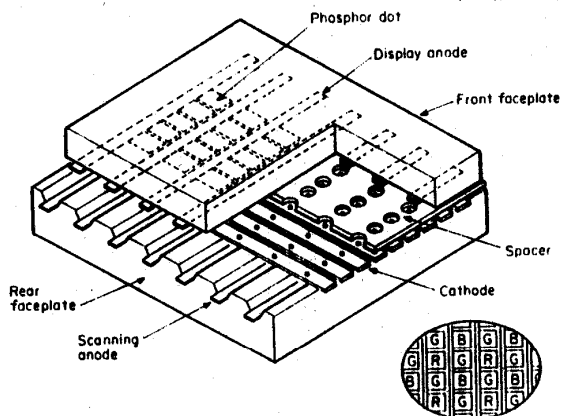 Phosphor dot
Display anode
Front faceplate
Spacer
Cathode
Rear
faceplate
Scanning
anode
G B G B
G R G R G
B G B G B
R G R G